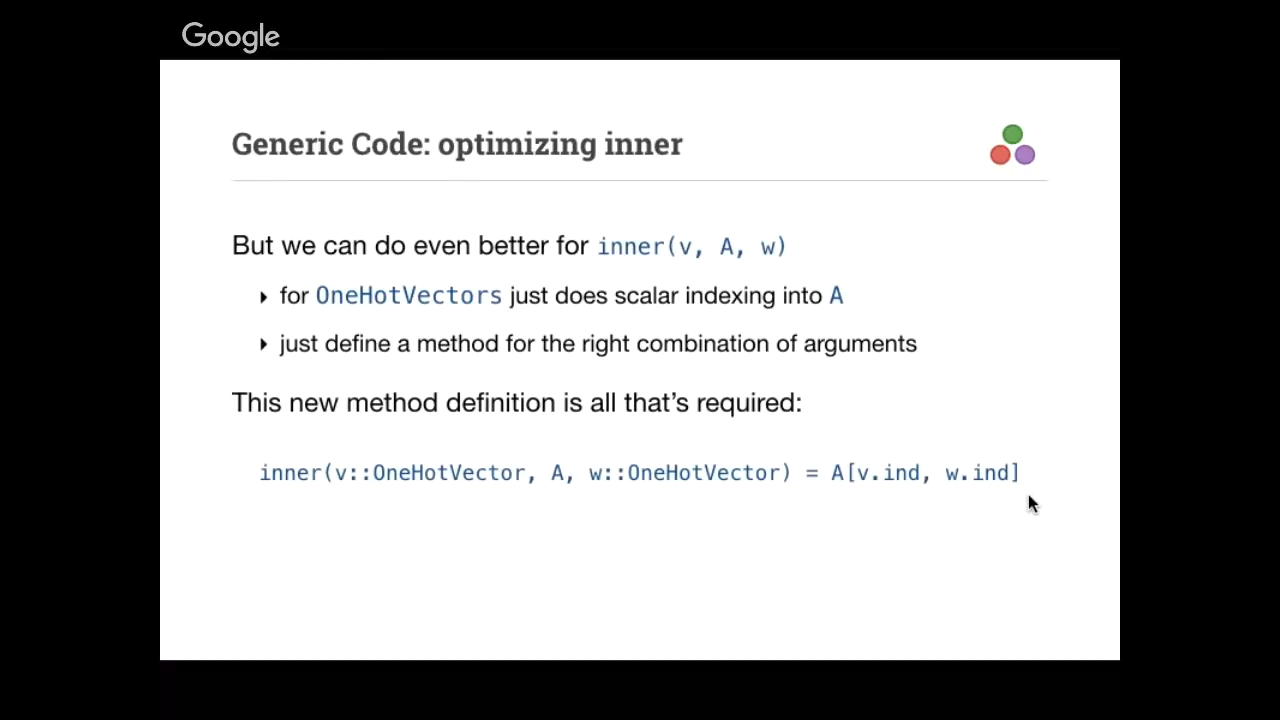 Google
Generic Code: optimizing inner
But we can do even better for inner(v, A, w)
‣ for OneHotVectors just does scalar indexing into A
‣ just define a method for the right combination of arguments
This new method definition is all that’s required:
inner(v::OneHotVector, A, w::OneHotVector) = A[v.ind, w.ind]